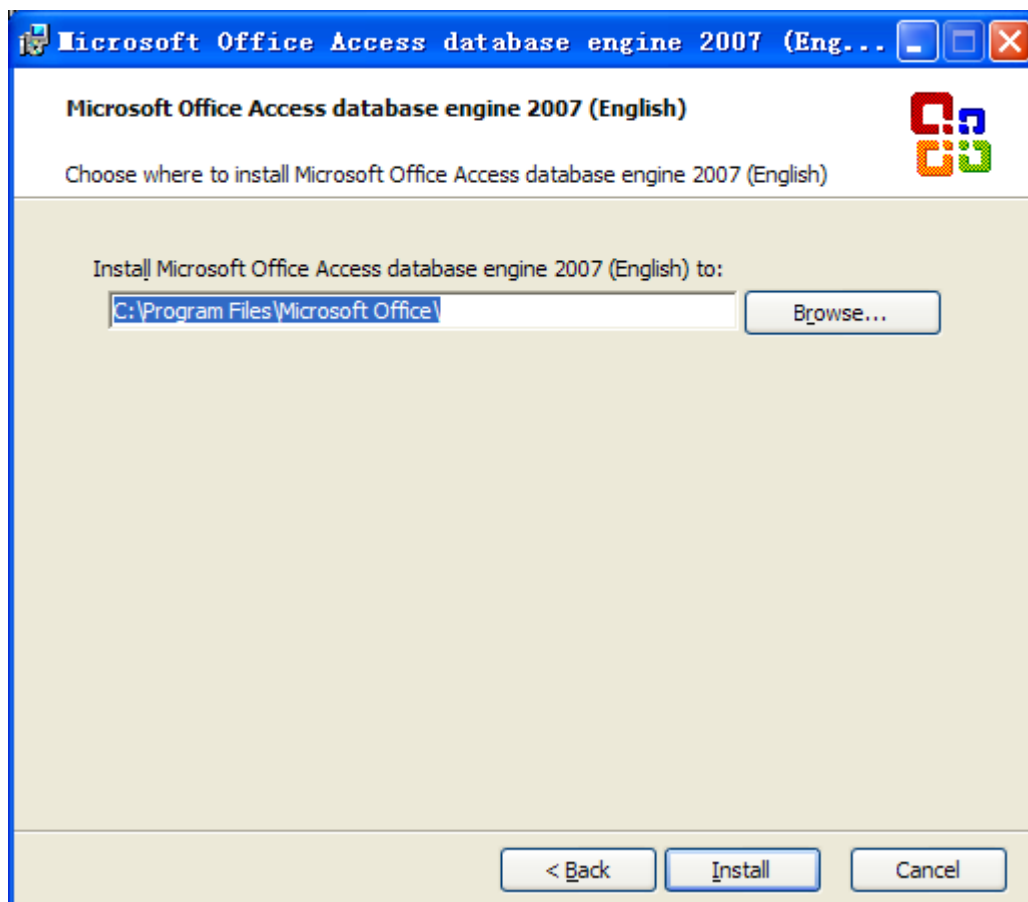 Microsoft Office Access database engine 2007 (Eng...
Microsoft Office Access database engine 2007 (English)
Choose where to install Microsoft Office Access database engine 2007 (English)
Install Microsoft Office Access database engine 2007 (English) to:
C:\Program Files\Microsoft Office\
Browse...
< Back
Install
Cancel